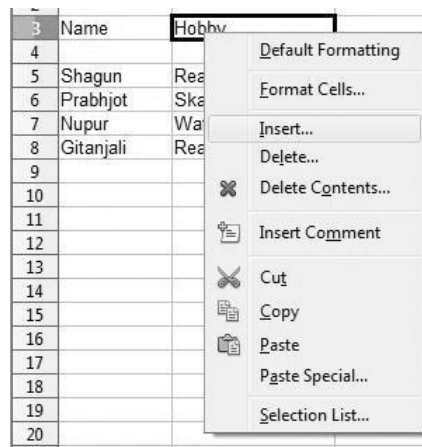 3 Name Hobby
Default Formatting
4
Format Cells...
5 Shagun Rea
6 Prabhjot Ska
Insert...
7 Nupur Wa
8 Gitanjali Rea
Delete...
9
Delete Contents...
10
11
Insert Comment
12
13
Cut
14
15
Copy
16
Paste
17
Paste Special...
18
19
Selection List...
20